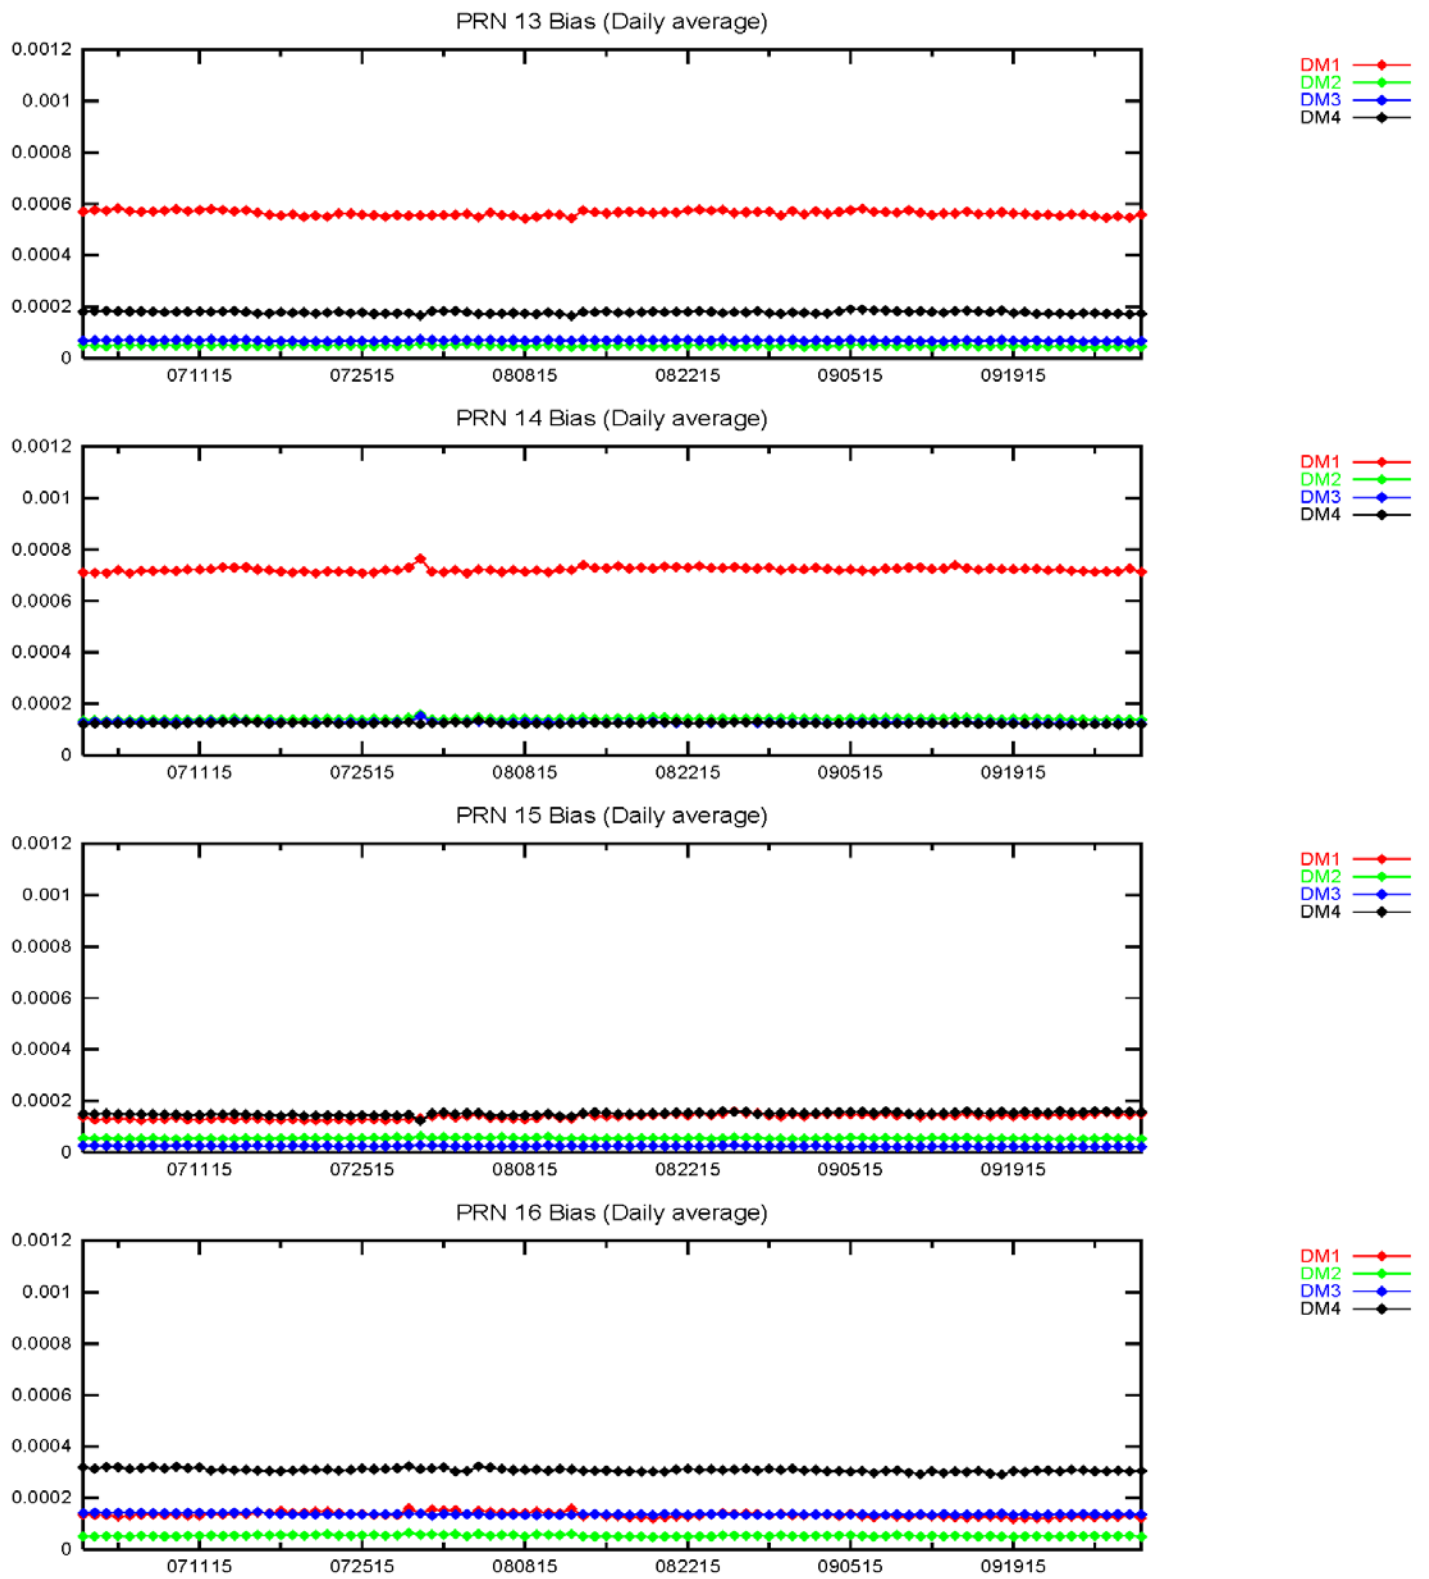 PRN 13 Bias (Daily average)
0.0012
0.001
0.0008
0.0006
0.0004
0.0002
0
071115 072515 080815 082215 090515 091915
DM1
DM2
DM3
DM4
PRN 14 Bias (Daily average)
0.0012
0.001
0.0008
0.0006
0.0004
0.0002
0
071115 072515 080815 082215 090515 091915
DM1
DM2
DM3
DM4
PRN 15 Bias (Daily average)
0.0012
0.001
0.0008
0.0006
0.0004
0.0002
0
071115 072515 080815 082215 090515 091915
DM1
DM2
DM3
DM4
PRN 16 Bias (Daily average)
0.0012
0.001
0.0008
0.0006
0.0004
0.0002
0
071115 072515 080815 082215 090515 091915
DM1
DM2
DM3
DM4